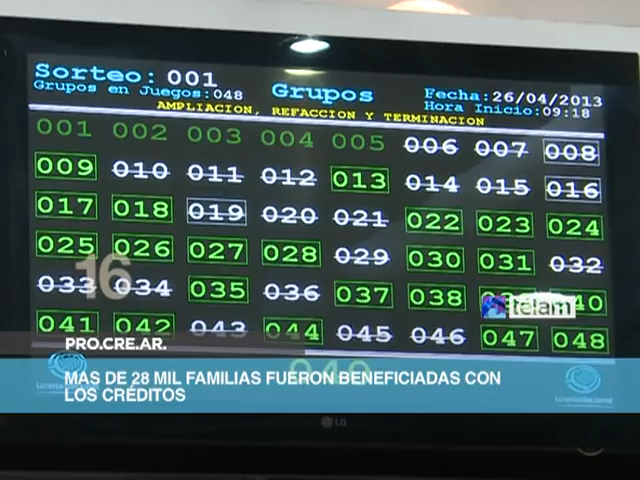 Sorteo: 001
Grupos en Juegos:048
Grupos
Fecha:26/04/2013
Hora Inicio:09:18
AMPLIACION, REFACCION Y TERMINACION
001 002 003 004 005 006 007 008
009 010 011 012 013 014 015 016
017 018 019 020 021 022 023 024
025 026 027 028 029 030 031 032
16
033 034 035 036 037 038
télam
041 042 043 044 045 046 047 048
PRO.CRE.AR.
MAS DE 28 MIL FAMILIAS FUERON BENEFICIADAS CON
LOS CRÉDITOS
LG